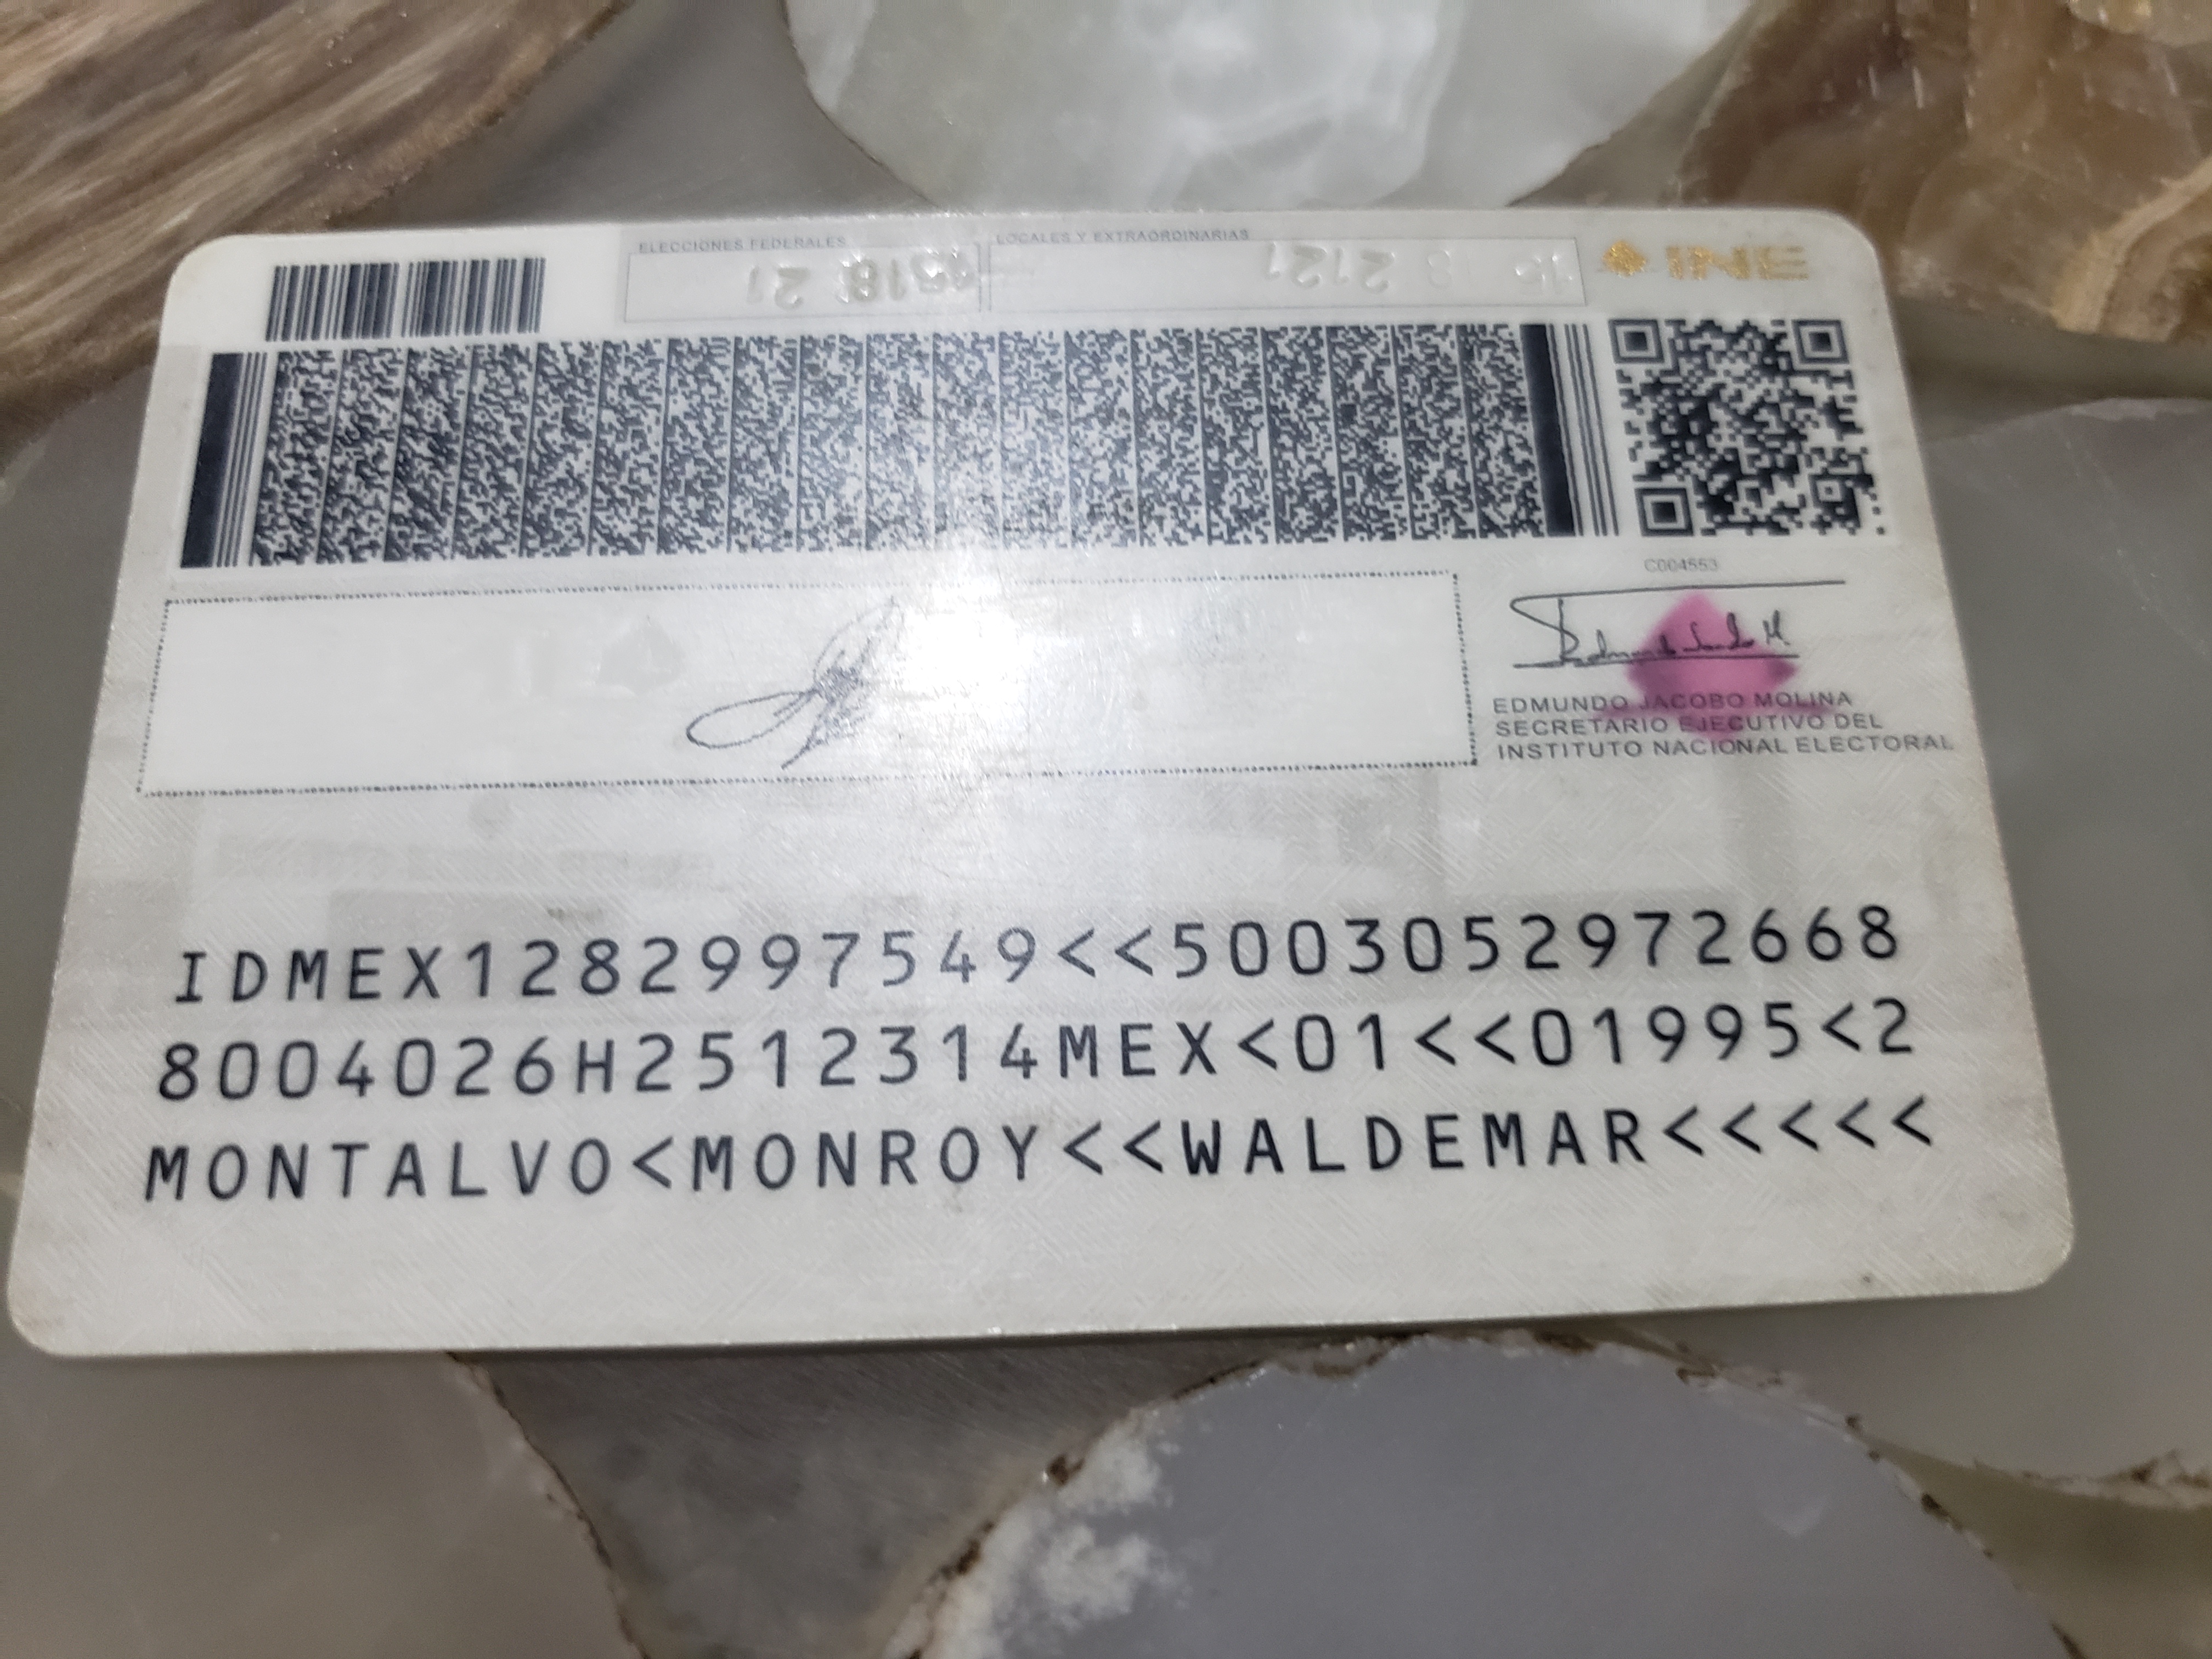 ELECCIONES FEDERALES
LOCALES Y EXTRAORDINARIAS
INE
C004553
EDMUNDO JACOBO MOLINA
SECRETARIO EJECUTIVO DEL
INSTITUTO NACIONAL ELECTORAL
IDMEX1282997549<<5003052972668
8004026H2512314MEX<01<<01995<2
MONTALVO<MONROY<<WALDEMAR<<<<<